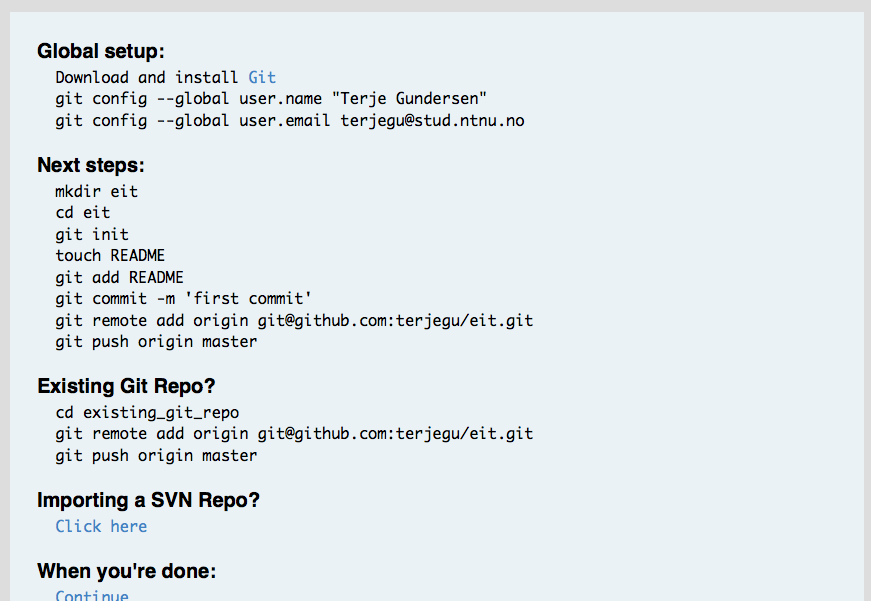 Global setup:
Download and install Git
git config --global user.name "Terje Gundersen"
git config --global user.email terjegu@stud.ntnu.no
Next steps:
mkdir eit
cd eit
git init
touch README
git add README
git commit -m 'first commit'
git remote add origin git@github.com:terjegu/eit.git
git push origin master
Existing Git Repo?
cd existing_git_repo
git remote add origin git@github.com:terjegu/eit.git
git push origin master
Importing a SVN Repo?
Click here
When you're done:
Continue